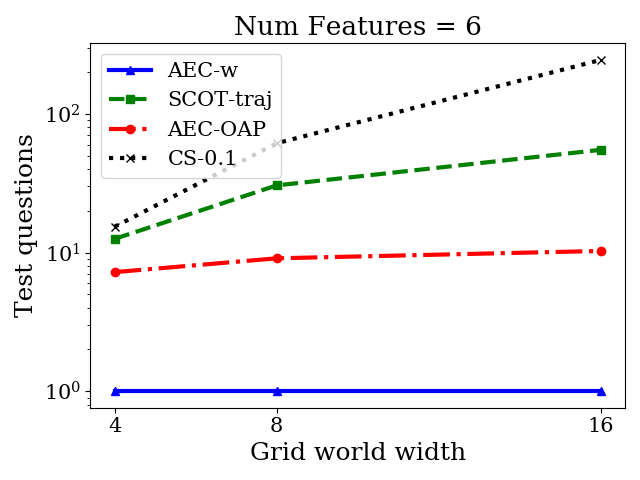 Num Features = 6
AEC-w
SCOT-traj
AEC-OAP
CS-0.1
Test questions
10²
10¹
10⁰
4
8
16
Grid world width